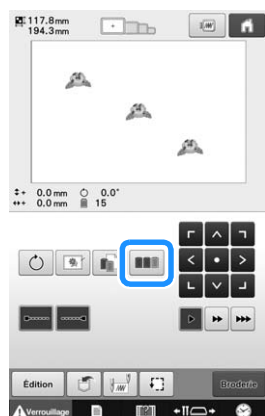 117.8mm
194.3mm
0.0mm 0.0°
0.0mm 15
Édition
Broderie
Verrouillage